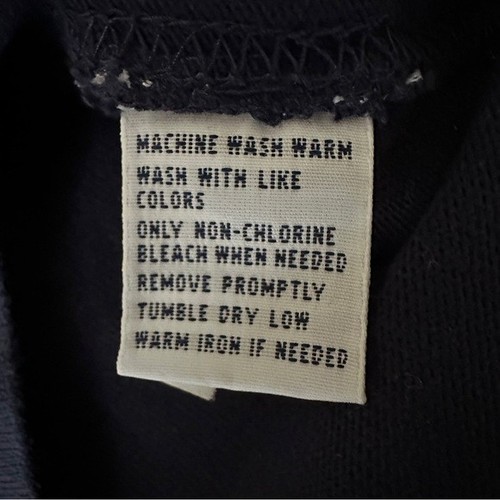 MACHINE WASH WARM
WASH WITH LIKE
COLORS
ONLY NON-CHLORINE
BLEACH WHEN NEEDED
REMOVE PROMPTLY
TUMBLE DRY LOW
WARM IRON IF NEEDED